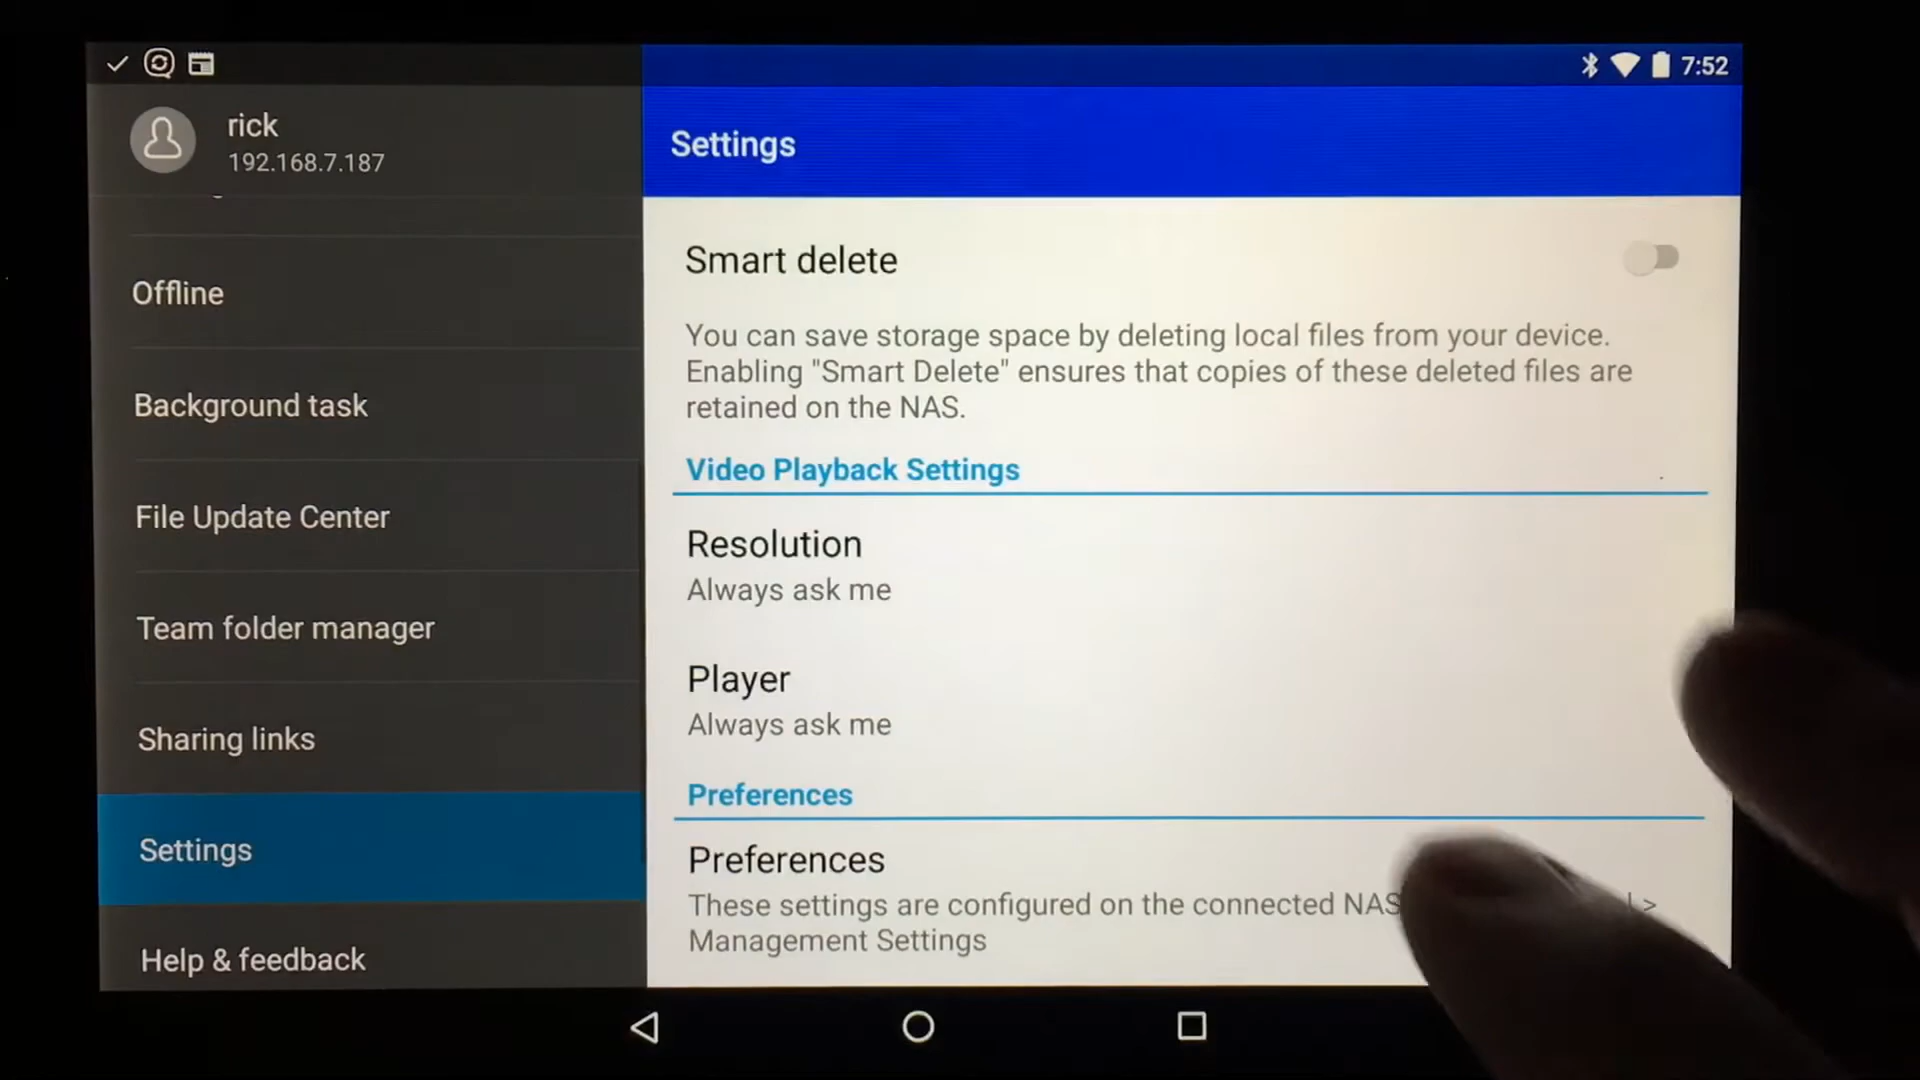 7:52
rick
192.168.7.187
Offline
Background task
File Update Center
Team folder manager
Sharing links
Settings
Help & feedback
Settings
Smart delete
You can save storage space by deleting local files from your device.
Enabling "Smart Delete" ensures that copies of these deleted files are
retained on the NAS.
Video Playback Settings
Resolution
Always ask me
Player
Always ask me
Preferences
Preferences
These settings are configured on the connected NAS >
Management Settings